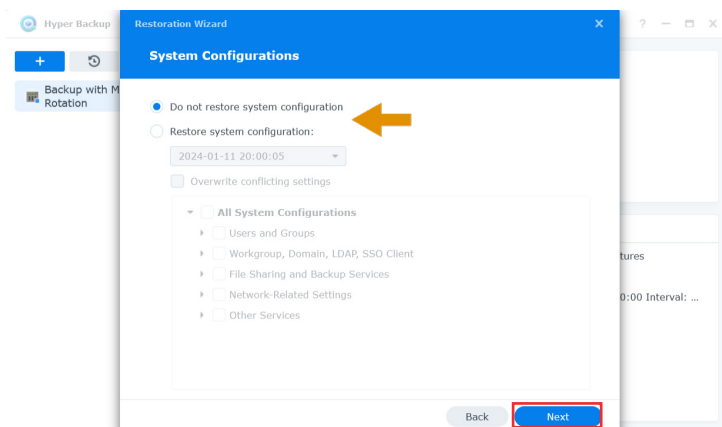 Hyper Backup
Restoration Wizard
System Configurations
Backup with M
Rotation
Do not restore system configuration
Restore system configuration:
2024-01-11 20:00:05
Overwrite conflicting settings
All System Configurations
Users and Groups
Workgroup, Domain, LDAP, SSO Client
File Sharing and Backup Services
Network-Related Settings
Other Services
tures
0:00 Interval: ...
Back
Next